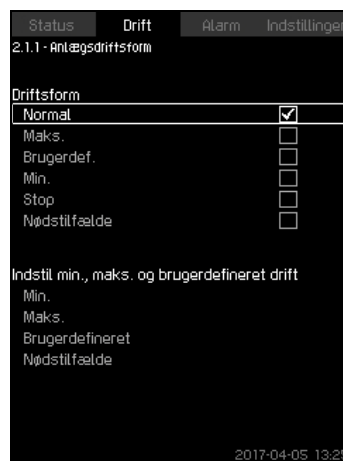 Status Drift Alarm Indstillinger
2.1.1 - Anlægsdriftsform
Driftsform
Normal
Maks.
Brugerdef.
Min.
Stop
Nødstilfælde
Indstil min., maks. og brugerdefineret drift
Min.
Maks.
Brugerdefineret
Nødstilfælde
2017-04-05 13:25